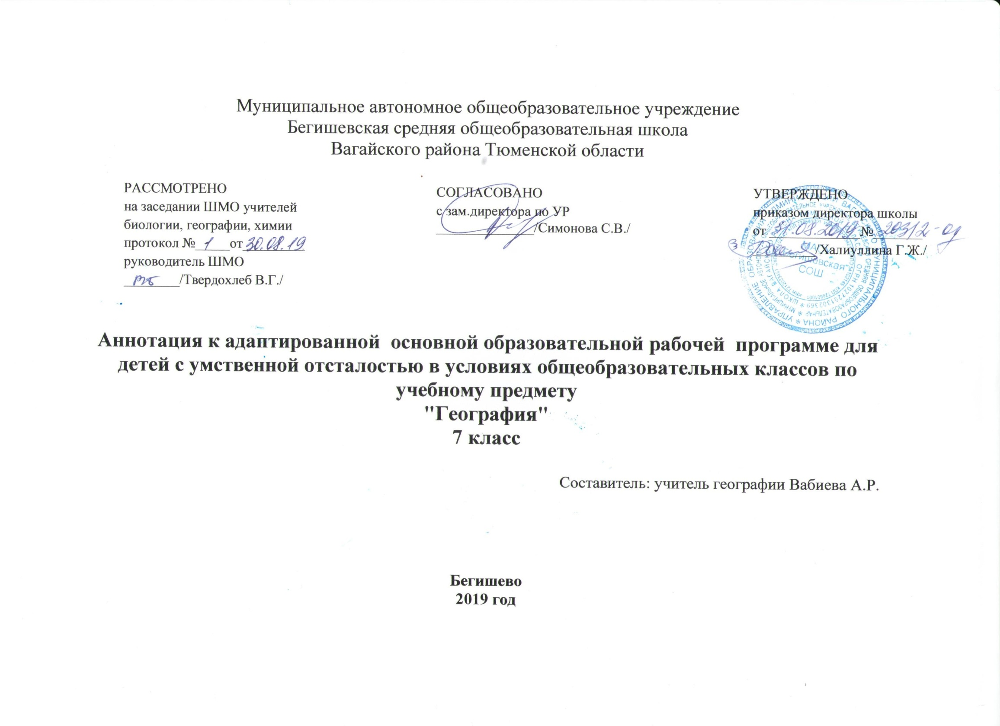 Муниципальное автономное общеобразовательное учреждение
Бегишевская средняя общеобразовательная школа
Вагайского района Тюменской области
РАССМОТРЕНО
на заседании ШМО учителей
биологии, географии, химии
протокол № 1 от 30.08.19
руководитель ШМО
/Твердохлеб В.Г./
СОГЛАСОВАНО
с зам.директора по УР
/Симонова С.В./
УТВЕРЖДЕНО
приказом директора школы
от 31.08.2019 № 203/2-од
/Халиуллина Г.Ж./
"Бегишевская"
СОШ
Аннотация к адаптированной основной образовательной рабочей программе для
детей с умственной отсталостью в условиях общеобразовательных классов по
учебному предмету
"География"
7 класс
Составитель: учитель географии Вабиева А.Р.
Бегишево
2019 год